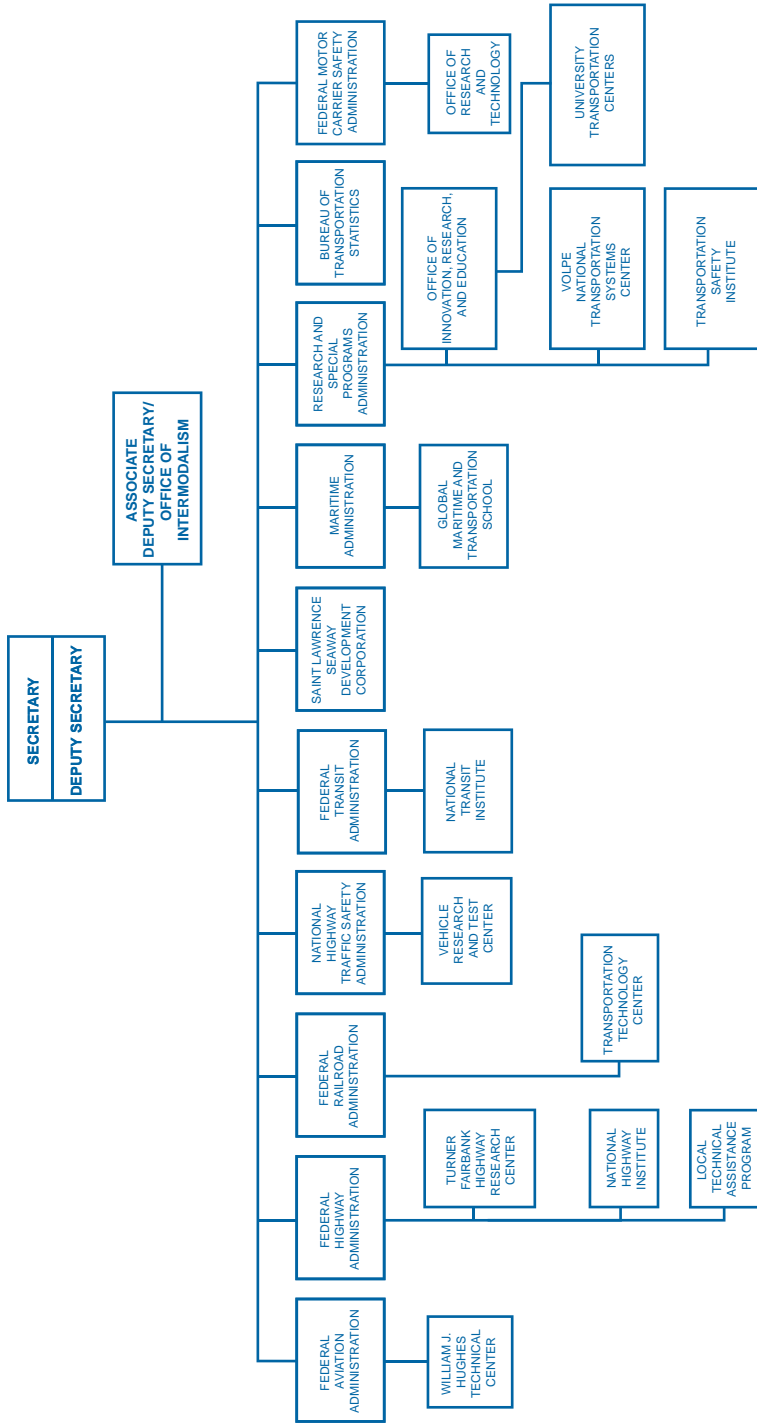 SECRETARY
DEPUTY SECRETARY
ASSOCIATE
DEPUTY SECRETARY/
OFFICE OF
INTERMODALISM
FEDERAL
AVIATION
ADMINISTRATION
FEDERAL
HIGHWAY
ADMINISTRATION
FEDERAL
RAILROAD
ADMINISTRATION
NATIONAL
HIGHWAY
TRAFFIC SAFETY
ADMINISTRATION
FEDERAL
TRANSIT
ADMINISTRATION
SAINT LAWRENCE
SEAWAY
DEVELOPMENT
CORPORATION
MARITIME
ADMINISTRATION
RESEARCH AND
SPECIAL
PROGRAMS
ADMINISTRATION
BUREAU OF
TRANSPORTATION
STATISTICS
FEDERAL MOTOR
CARRIER SAFETY
ADMINISTRATION
WILLIAM J.
HUGHES
TECHNICAL
CENTER
TURNER
FAIRBANK
HIGHWAY
RESEARCH
CENTER
VEHICLE
RESEARCH
AND TEST
CENTER
NATIONAL
TRANSIT
INSTITUTE
GLOBAL
MARITIME AND
TRANSPORTATION
SCHOOL
OFFICE OF
INNOVATION, RESEARCH,
AND EDUCATION
OFFICE OF
RESEARCH
AND
TECHNOLOGY
NATIONAL
HIGHWAY
INSTITUTE
TRANSPORTATION
TECHNOLOGY
CENTER
VOLPE
NATIONAL
TRANSPORTATION
SYSTEMS
CENTER
UNIVERSITY
TRANSPORTATION
CENTERS
LOCAL
TECHNICAL
ASSISTANCE
PROGRAM
TRANSPORTATION
SAFETY
INSTITUTE